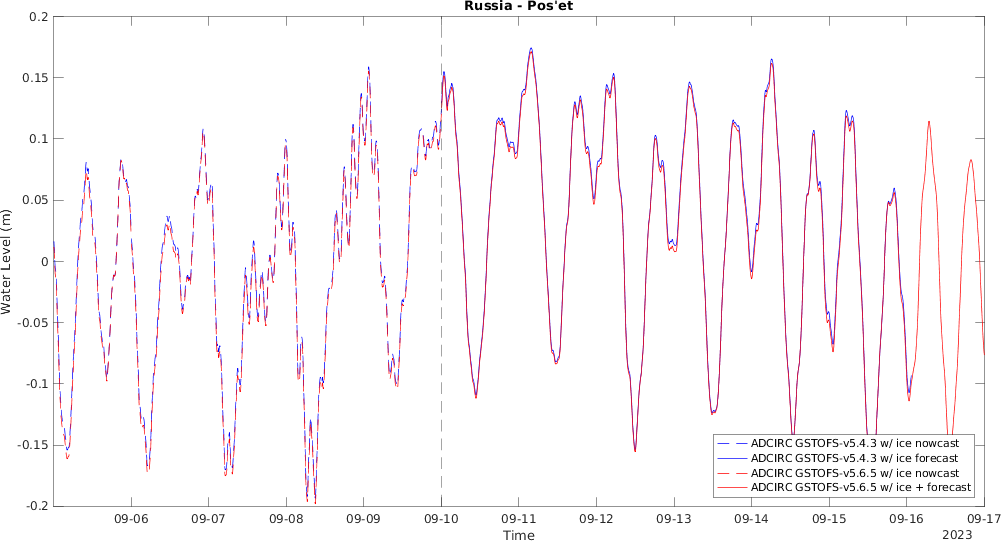 Russia - Pos'et
0.2
0.15
0.1
0.05
0
-0.05
-0.1
-0.15
-0.2
Water Level (m)
ADCIRC GSTOFS-v5.4.3 w/ ice nowcast
ADCIRC GSTOFS-v5.4.3 w/ ice forecast
ADCIRC GSTOFS-v5.6.5 w/ ice nowcast
ADCIRC GSTOFS-v5.6.5 w/ ice + forecast
09-06 09-07 09-08 09-09 09-10 09-11 09-12 09-13 09-14 09-15 09-16 09-17
Time
2023